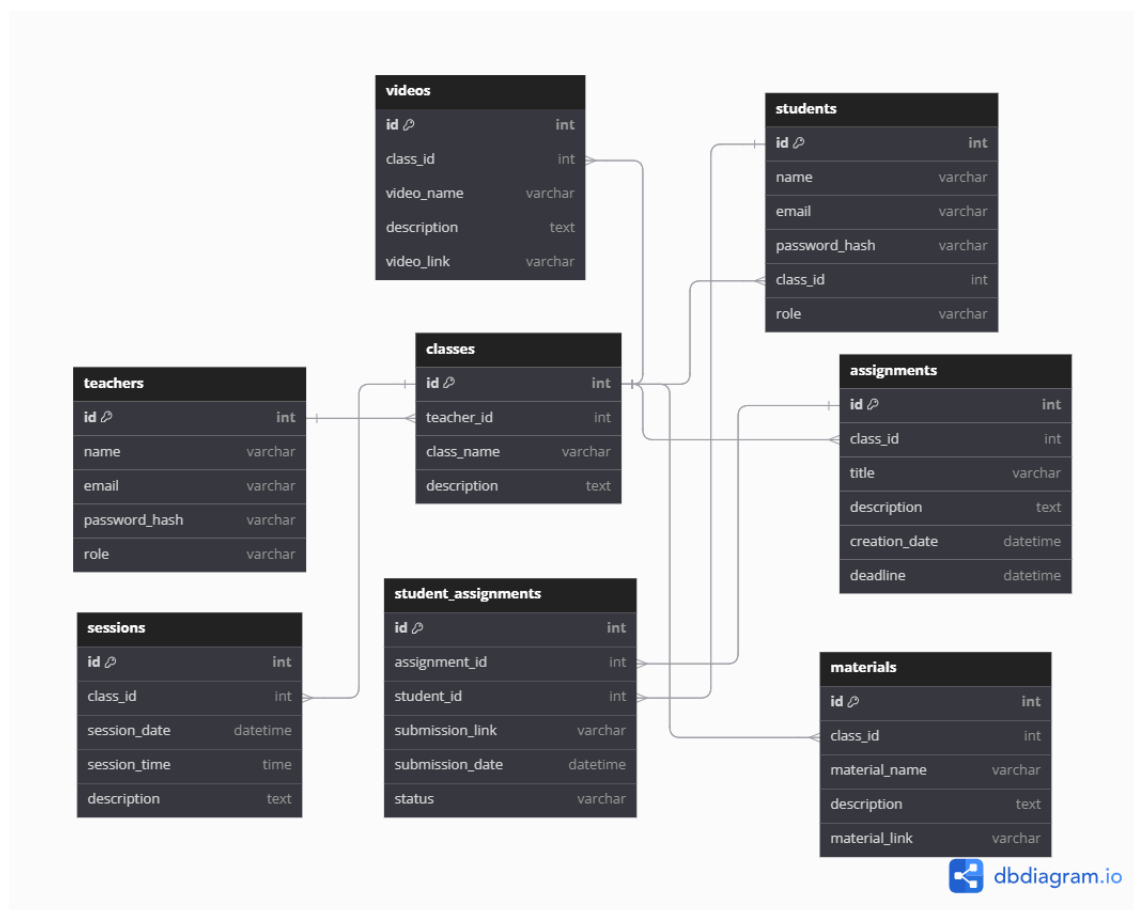 videos
id int
class_id int
video_name varchar
description text
video_link varchar
students
id int
name varchar
email varchar
password_hash varchar
class_id int
role varchar
classes
id int
teacher_id int
class_name varchar
description text
teachers
id int
name varchar
email varchar
password_hash varchar
role varchar
assignments
id int
class_id int
title varchar
description text
creation_date datetime
deadline datetime
sessions
id int
class_id int
session_date datetime
session_time time
description text
student_assignments
id int
assignment_id int
student_id int
submission_link varchar
submission_date datetime
status varchar
materials
id int
class_id int
material_name varchar
description text
material_link varchar
dbdiagram.io